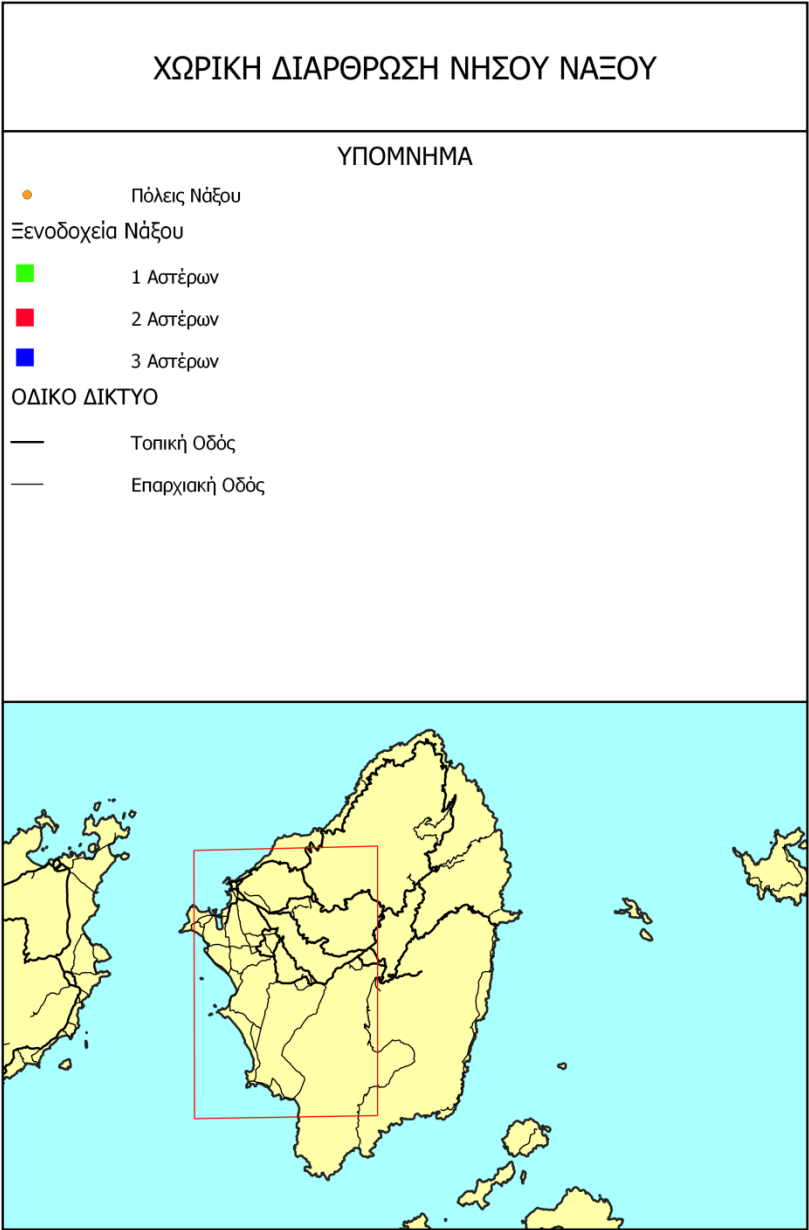 ΧΩΡΙΚΗ ΔΙΑΡΘΡΩΣΗ ΝΗΣΟΥ ΝΑΞΟΥ
ΥΠΟΜΝΗΜΑ
Πόλεις Νάξου
Ξενοδοχεία Νάξου
1 Αστέρων
2 Αστέρων
3 Αστέρων
ΟΔΙΚΟ ΔΙΚΤΥΟ
Τοπική Οδός
Επαρχιακή Οδός